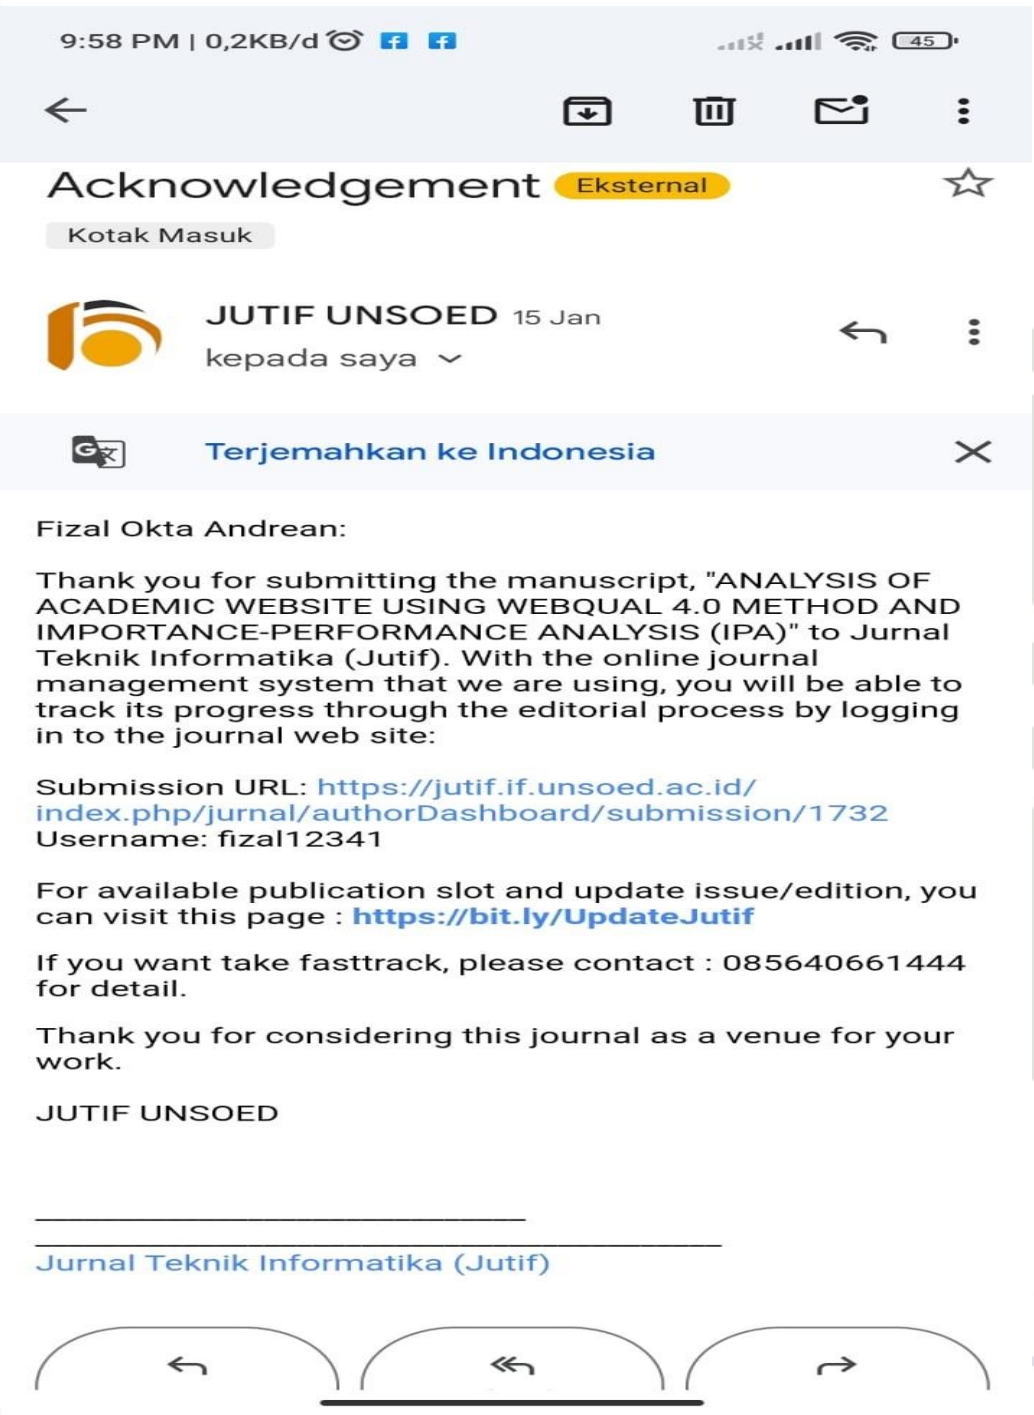 9:58 PM | 0,2KB/d
45
Acknowledgement Eksternal
Kotak Masuk
JUTIF UNSOED 15 Jan
kepada saya
Terjemahkan ke Indonesia
Fizal Okta Andrean:
Thank you for submitting the manuscript, "ANALYSIS OF
ACADEMIC WEBSITE USING WEBQUAL 4.0 METHOD AND
IMPORTANCE-PERFORMANCE ANALYSIS (IPA)" to Jurnal
Teknik Informatika (Jutif). With the online journal
management system that we are using, you will be able to
track its progress through the editorial process by logging
in to the journal web site:
Submission URL: https://jutif.if.unsoed.ac.id/
index.php/jurnal/authorDashboard/submission/1732
Username: fizal12341
For available publication slot and update issue/edition, you
can visit this page : https://bit.ly/UpdateJutif
If you want take fasttrack, please contact : 085640661444
for detail.
Thank you for considering this journal as a venue for your
work.
JUTIF UNSOED
Jurnal Teknik Informatika (Jutif)